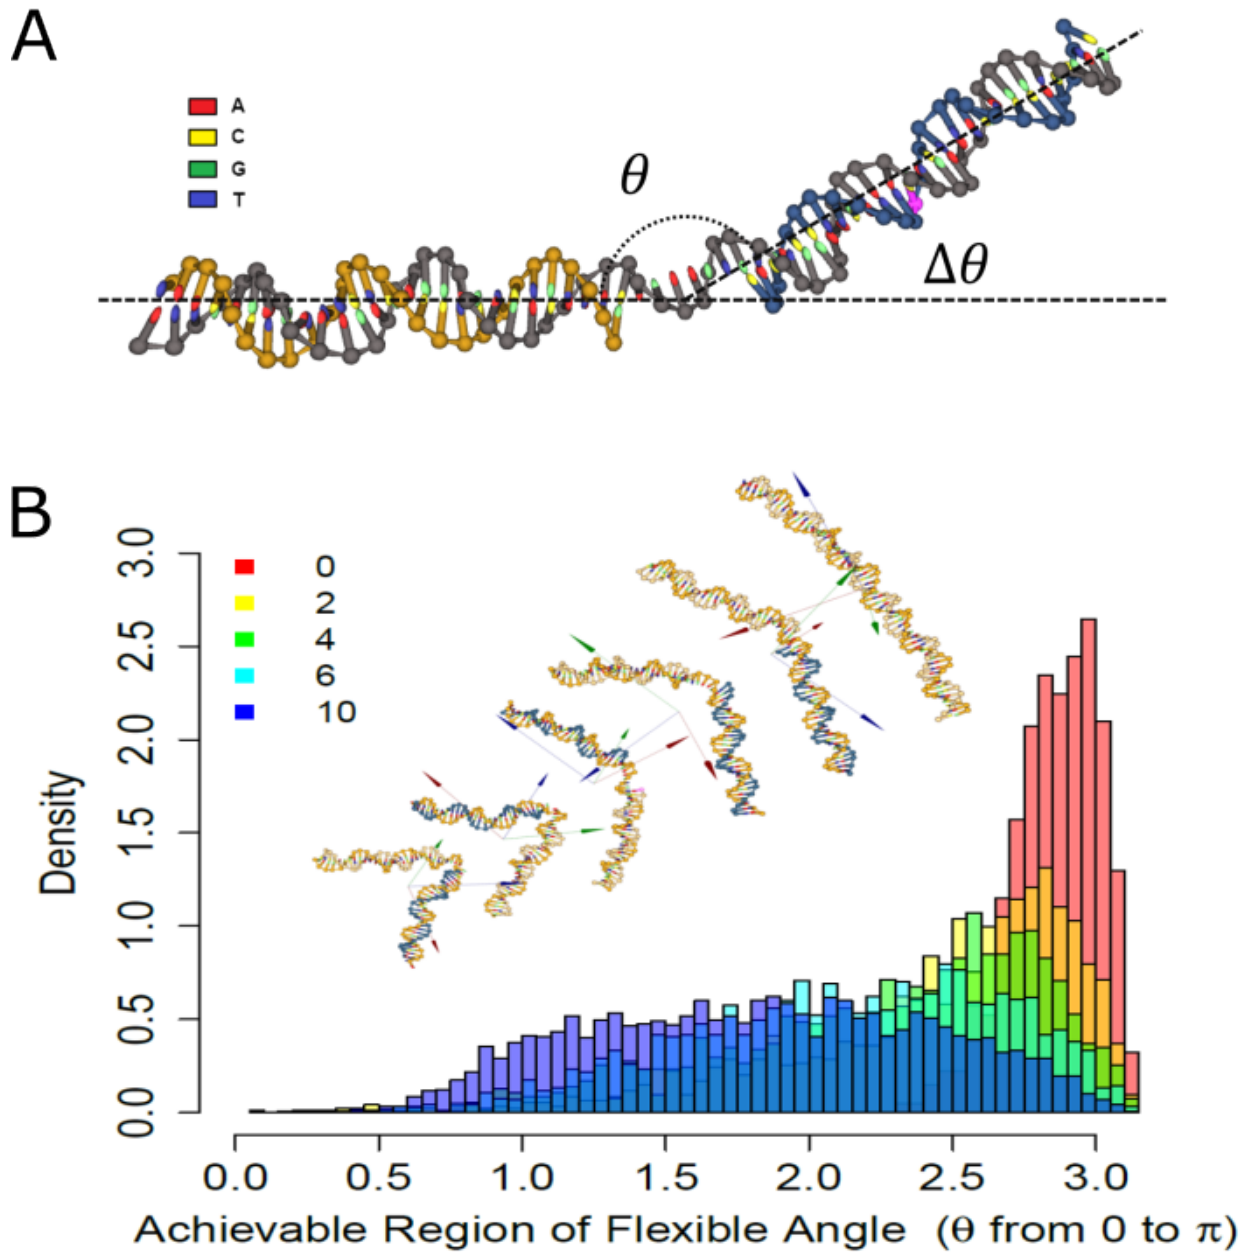 A
A
C
G
T
θ
Δθ
B
Density
3.0
2.5
2.0
1.5
1.0
0.5
0.0
0
2
4
6
10
0.0 0.5 1.0 1.5 2.0 2.5 3.0
Achievable Region of Flexible Angle (θ from 0 to π)